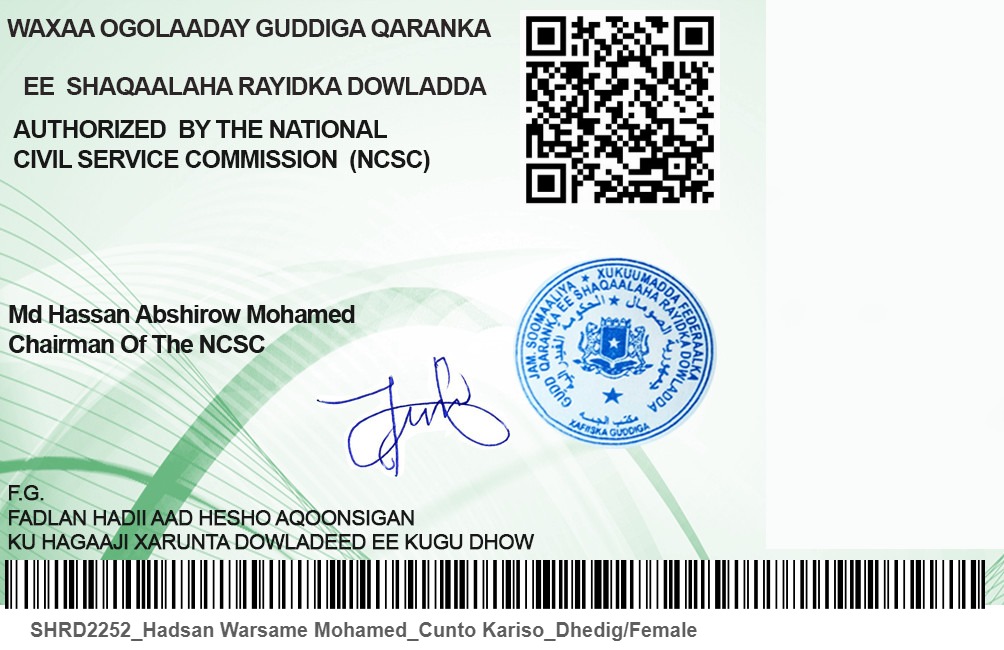 WAXAA OGOLAADAY GUDDIGA QARANKA
EE SHAQAALAHA RAYIDKA DOWLADDA
AUTHORIZED BY THE NATIONAL
CIVIL SERVICE COMMISSION (NCSC)
JAM. SOOMAALIYA ★ XUKUUMADDA FEDERAALKA
GUDD QARANKA EE SHAQAALAHA RAYIDKA DOWLADDA
XAFIISKA GUDDIGA
Md Hassan Abshirow Mohamed
Chairman Of The NCSC
F.G.
FADLAN HADII AAD HESHO AQOONSIGAN
KU HAGAAJI XARUNTA DOWLADEED EE KUGU DHOW
SHRD2252_Hadsan Warsame Mohamed_Cunto Kariso_Dhedig/Female